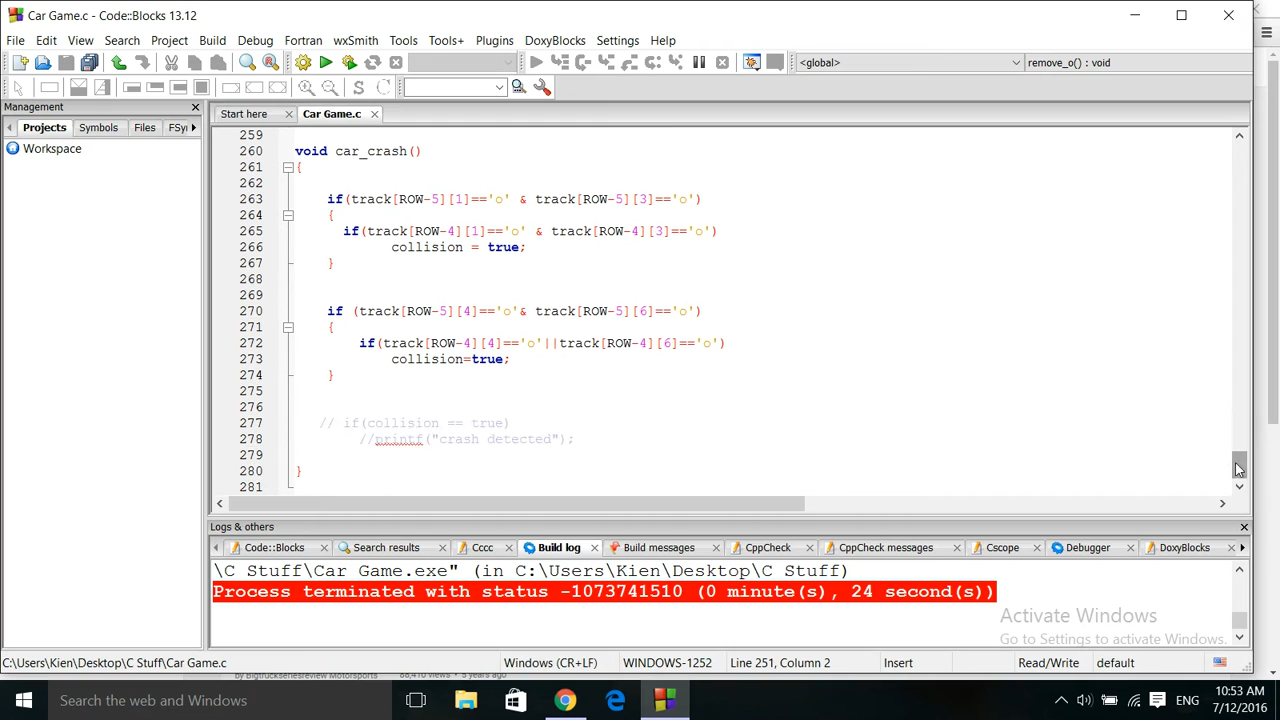 Car Game.c - Code::Blocks 13.12
File Edit View Search Project Build Debug Fortran wxSmith Tools Tools+ Plugins DoxyBlocks Settings Help
<global> remove_o() : void
S C
Management
Start here Car Game.c
Projects Symbols Files FSy
Workspace
259
260 void car_crash()
261 {
262
263 if(track[ROW-5][1]=='o' & track[ROW-5][3]=='o')
264 {
265 if(track[ROW-4][1]=='o' & track[ROW-4][3]=='o')
266 collision = true;
267 }
268
269
270 if (track[ROW-5][4]=='o'& track[ROW-5][6]=='o')
271 {
272 if(track[ROW-4][4]=='o'||track[ROW-4][6]=='o')
273 collision=true;
274 }
275
276
277 // if(collision == true)
278 //printf("crash detected");
279
280 }
281
Logs & others
Code::Blocks Search results Cccc Build log Build messages CppCheck CppCheck messages Cscope Debugger DoxyBlocks
\C Stuff\Car Game.exe" (in C:\Users\Kien\Desktop\C Stuff)
Process terminated with status -1073741510 (0 minute(s), 24 second(s))
Activate Windows
Go to Settings to activate Windows.
C:\Users\Kien\Desktop\C Stuff\Car Game.c Windows (CR+LF) WINDOWS-1252 Line 251, Column 2 Insert Read/Write default
by Bigtruckseriesreview Motorsports 88,410 views • 5 years ago
Search the web and Windows
ENG
10:53 AM
7/12/2016